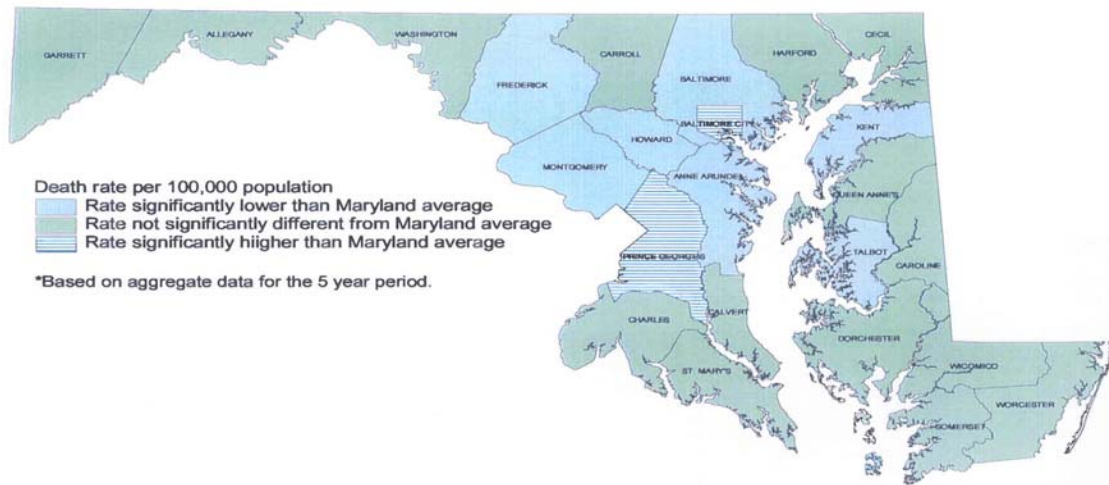 GARRETT
ALLEGANY
WASHINGTON
FREDERICK
CARROLL
BALTIMORE
HARFORD
CECIL
BALTIMORE CITY
HOWARD
KENT
MONTGOMERY
ANNE ARUNDEL
QUEEN ANNE'S
TALBOT
CAROLINE
PRINCE GEORGES
CHARLES
CALVERT
DORCHESTER
ST. MARY'S
WICOMICO
WORCESTER
SOMERSET
Death rate per 100,000 population
Rate significantly lower than Maryland average
Rate not significantly different from Maryland average
Rate significantly hiigher than Maryland average
*Based on aggregate data for the 5 year period.